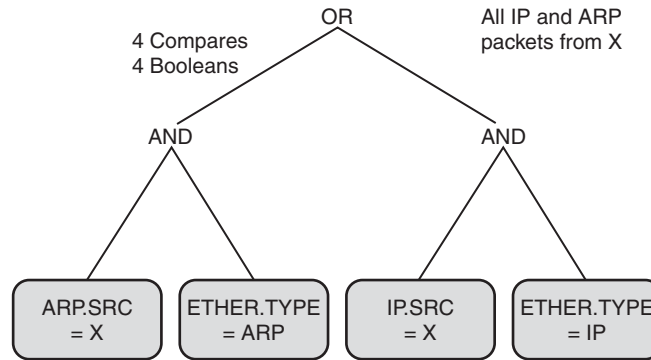 OR
4 Compares
4 Booleans
All IP and ARP
packets from X
AND
AND
ARP.SRC
= X
ETHER.TYPE
= ARP
IP.SRC
= X
ETHER.TYPE
= IP